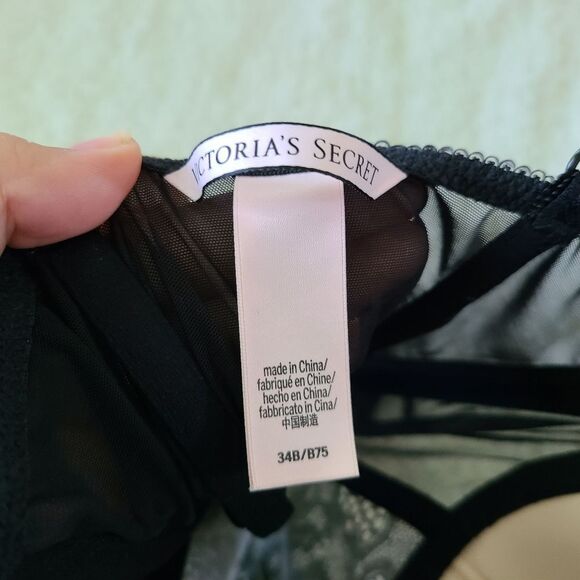 VICTORIA'S SECRET
made in China/
fabriqué en Chine/
hecho en China/
fabbricato in Cina/
中国制造
34B/B75